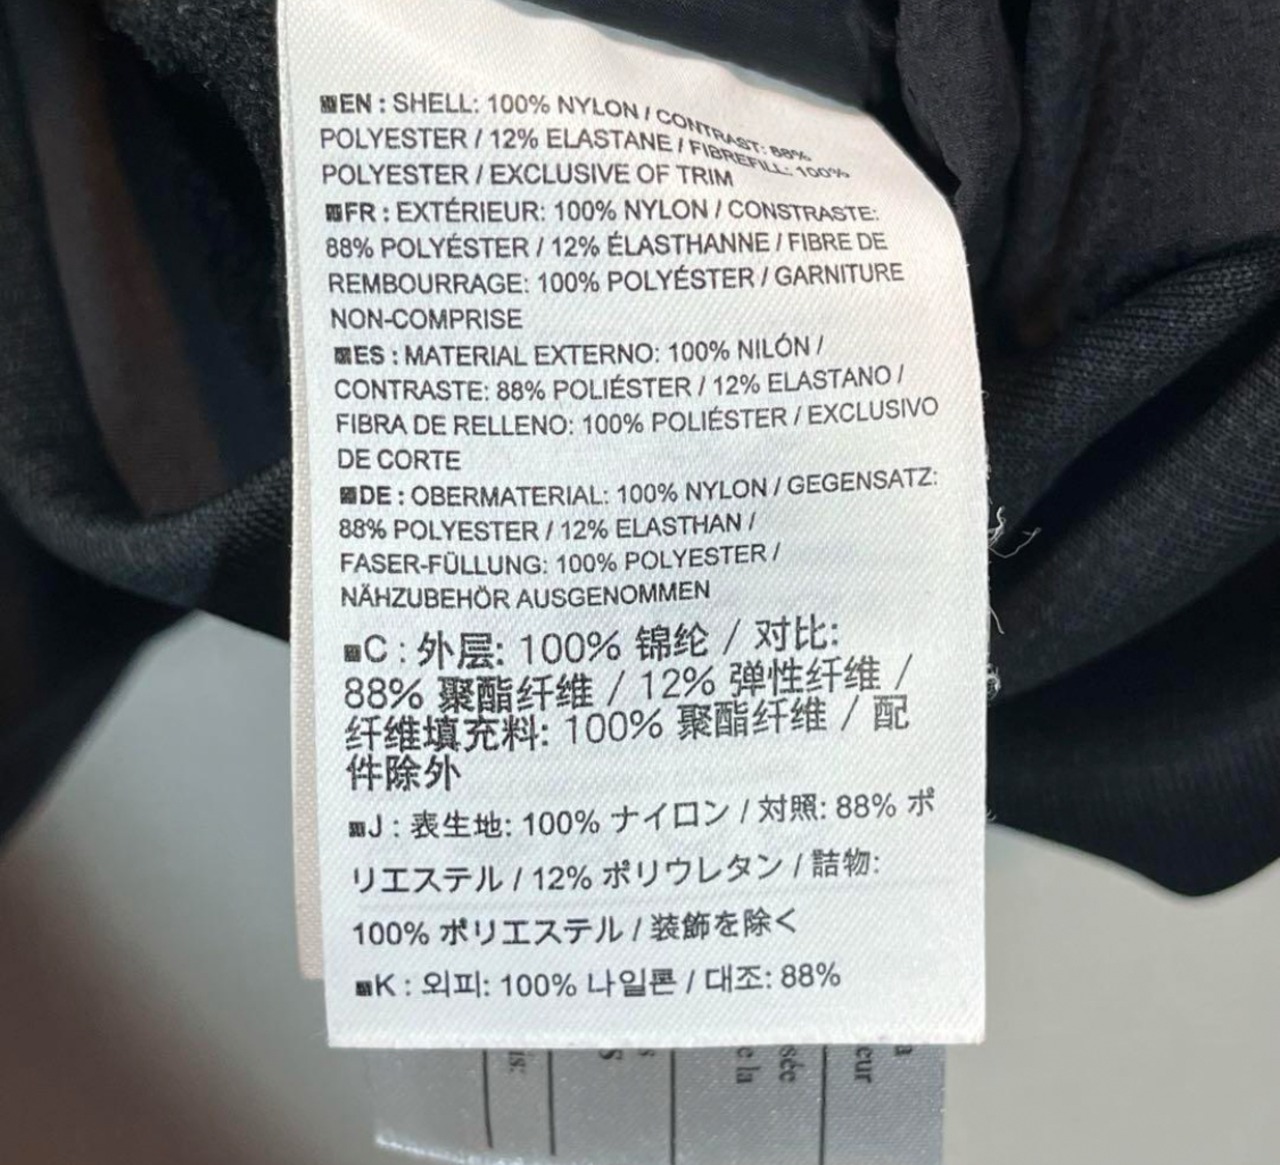 EN : SHELL: 100% NYLON / CONTRAST: 88%
POLYESTER / 12% ELASTANE / FIBREFILL: 100%
POLYESTER / EXCLUSIVE OF TRIM
FR : EXTÉRIEUR: 100% NYLON / CONSTRASTE:
88% POLYÉSTER / 12% ÉLASTHANNE / FIBRE DE
REMBOURRAGE: 100% POLYÉSTER / GARNITURE
NON-COMPRISE
ES : MATERIAL EXTERNO: 100% NILÓN /
CONTRASTE: 88% POLIÉSTER / 12% ELASTANO /
FIBRA DE RELLENO: 100% POLIÉSTER / EXCLUSIVO
DE CORTE
DE : OBERMATERIAL: 100% NYLON / GEGENSATZ:
88% POLYESTER / 12% ELASTHAN /
FASER-FÜLLUNG: 100% POLYESTER /
NÄHZUBEHÖR AUSGENOMMEN
C : 外层: 100% 锦纶 / 对比:
88% 聚酯纤维 / 12% 弹性纤维 /
纤维填充料: 100% 聚酯纤维 / 配
件除外
J : 表生地: 100% ナイロン / 対照: 88% ポ
リエステル / 12% ポリウレタン / 詰物:
100% ポリエステル / 装飾を除く
K : 외피: 100% 나일론 / 대조: 88%